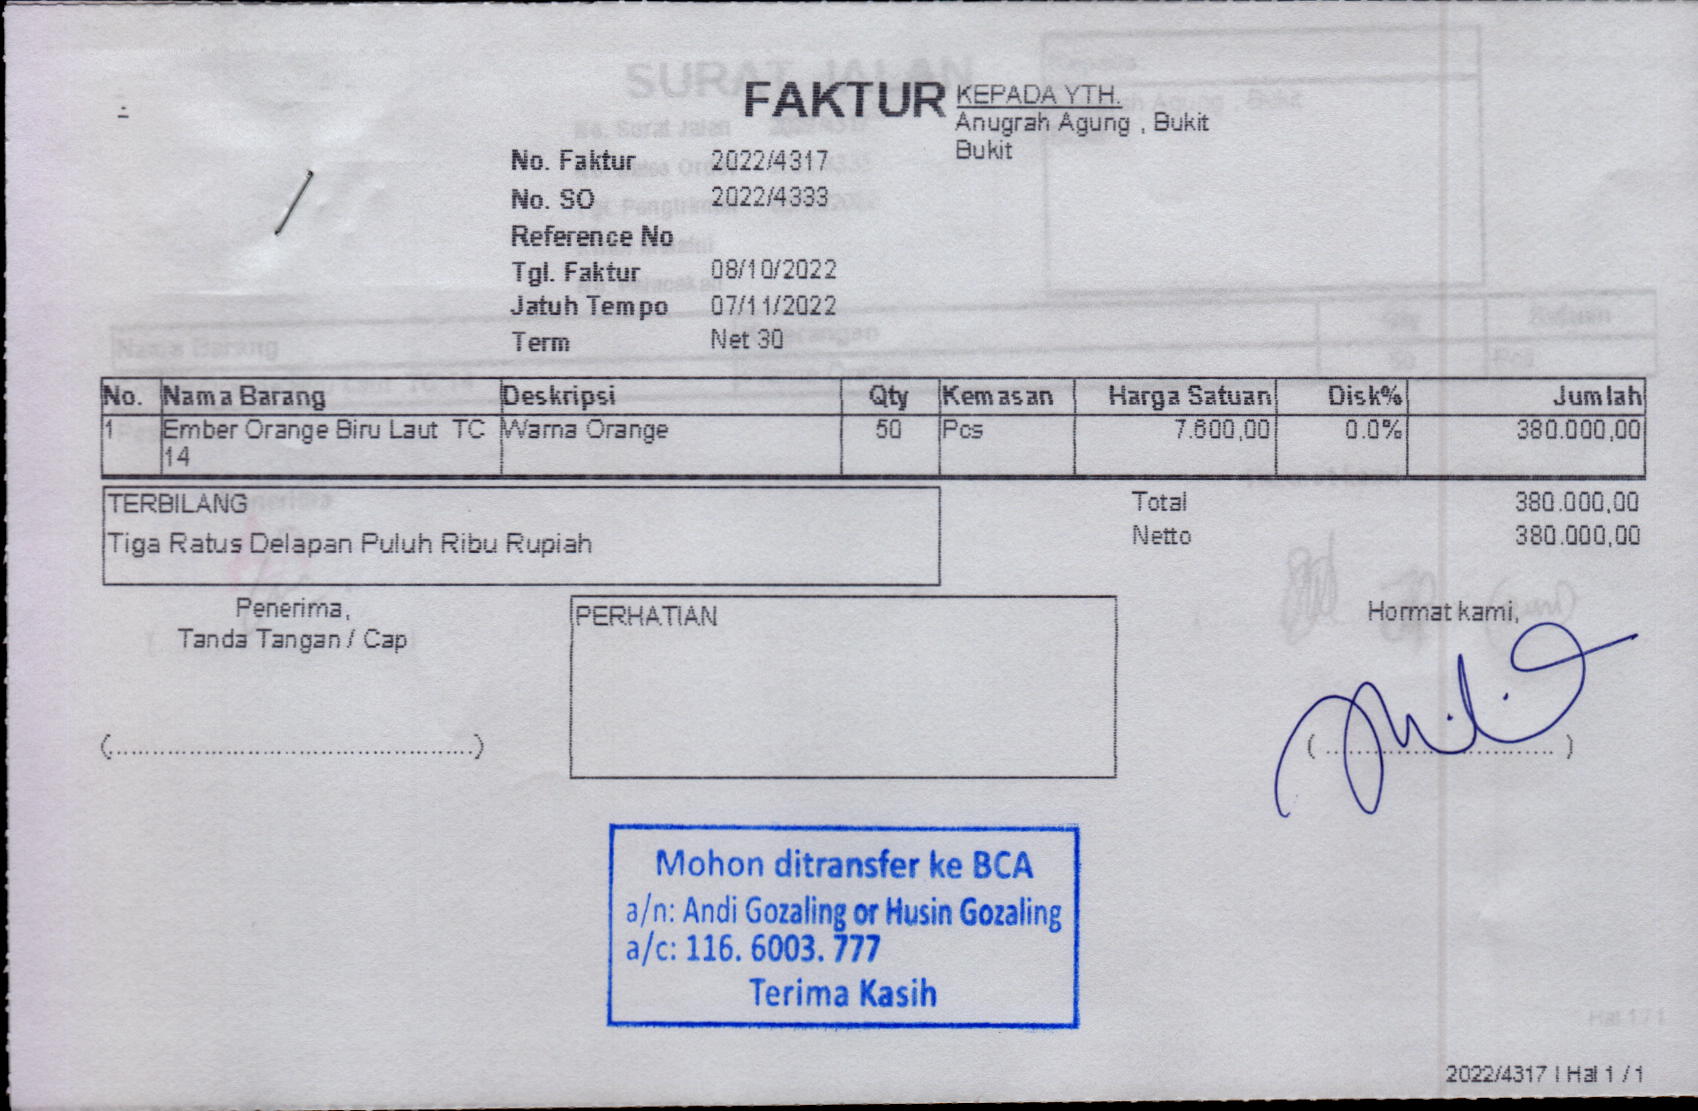 FAKTUR
KEPADA YTH.
Anugrah Agung , Bukit
Bukit
No. Faktur 2022/4317
No. SO 2022/4333
Reference No
Tgl. Faktur 08/10/2022
Jatuh Tempo 07/11/2022
Term Net 30
No. Nama Barang Deskripsi Qty Kemasan Harga Satuan Disk% Jumlah
1 Ember Orange Biru Laut TC Warna Orange 50 Pcs 7.600,00 0.0% 380.000,00
14
TERBILANG
Tiga Ratus Delapan Puluh Ribu Rupiah
Total 380.000,00
Netto 380.000,00
Penerima,
Tanda Tangan / Cap
PERHATIAN
Hormat kami,
Mohon ditransfer ke BCA
a/n: Andi Gozaling or Husin Gozaling
a/c: 116. 6003. 777
Terima Kasih
2022/4317 | Hal 1 / 1